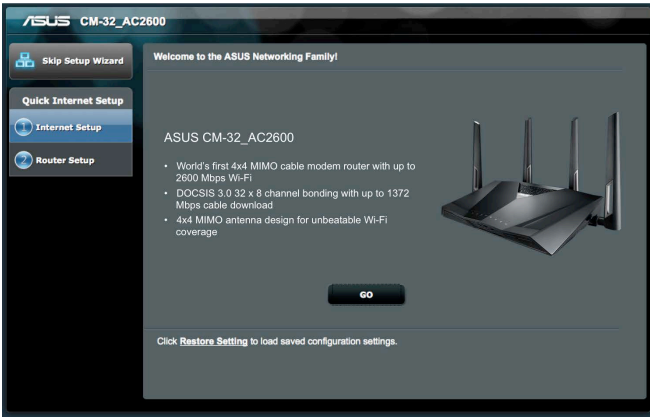 ASUS CM-32_AC2600
Skip Setup Wizard
Quick Internet Setup
1 Internet Setup
2 Router Setup
Welcome to the ASUS Networking Family!
ASUS CM-32_AC2600
• World's first 4x4 MIMO cable modem router with up to
2600 Mbps Wi-Fi
• DOCSIS 3.0 32 x 8 channel bonding with up to 1372
Mbps cable download
• 4x4 MIMO antenna design for unbeatable Wi-Fi
coverage
GO
Click Restore Setting to load saved configuration settings.